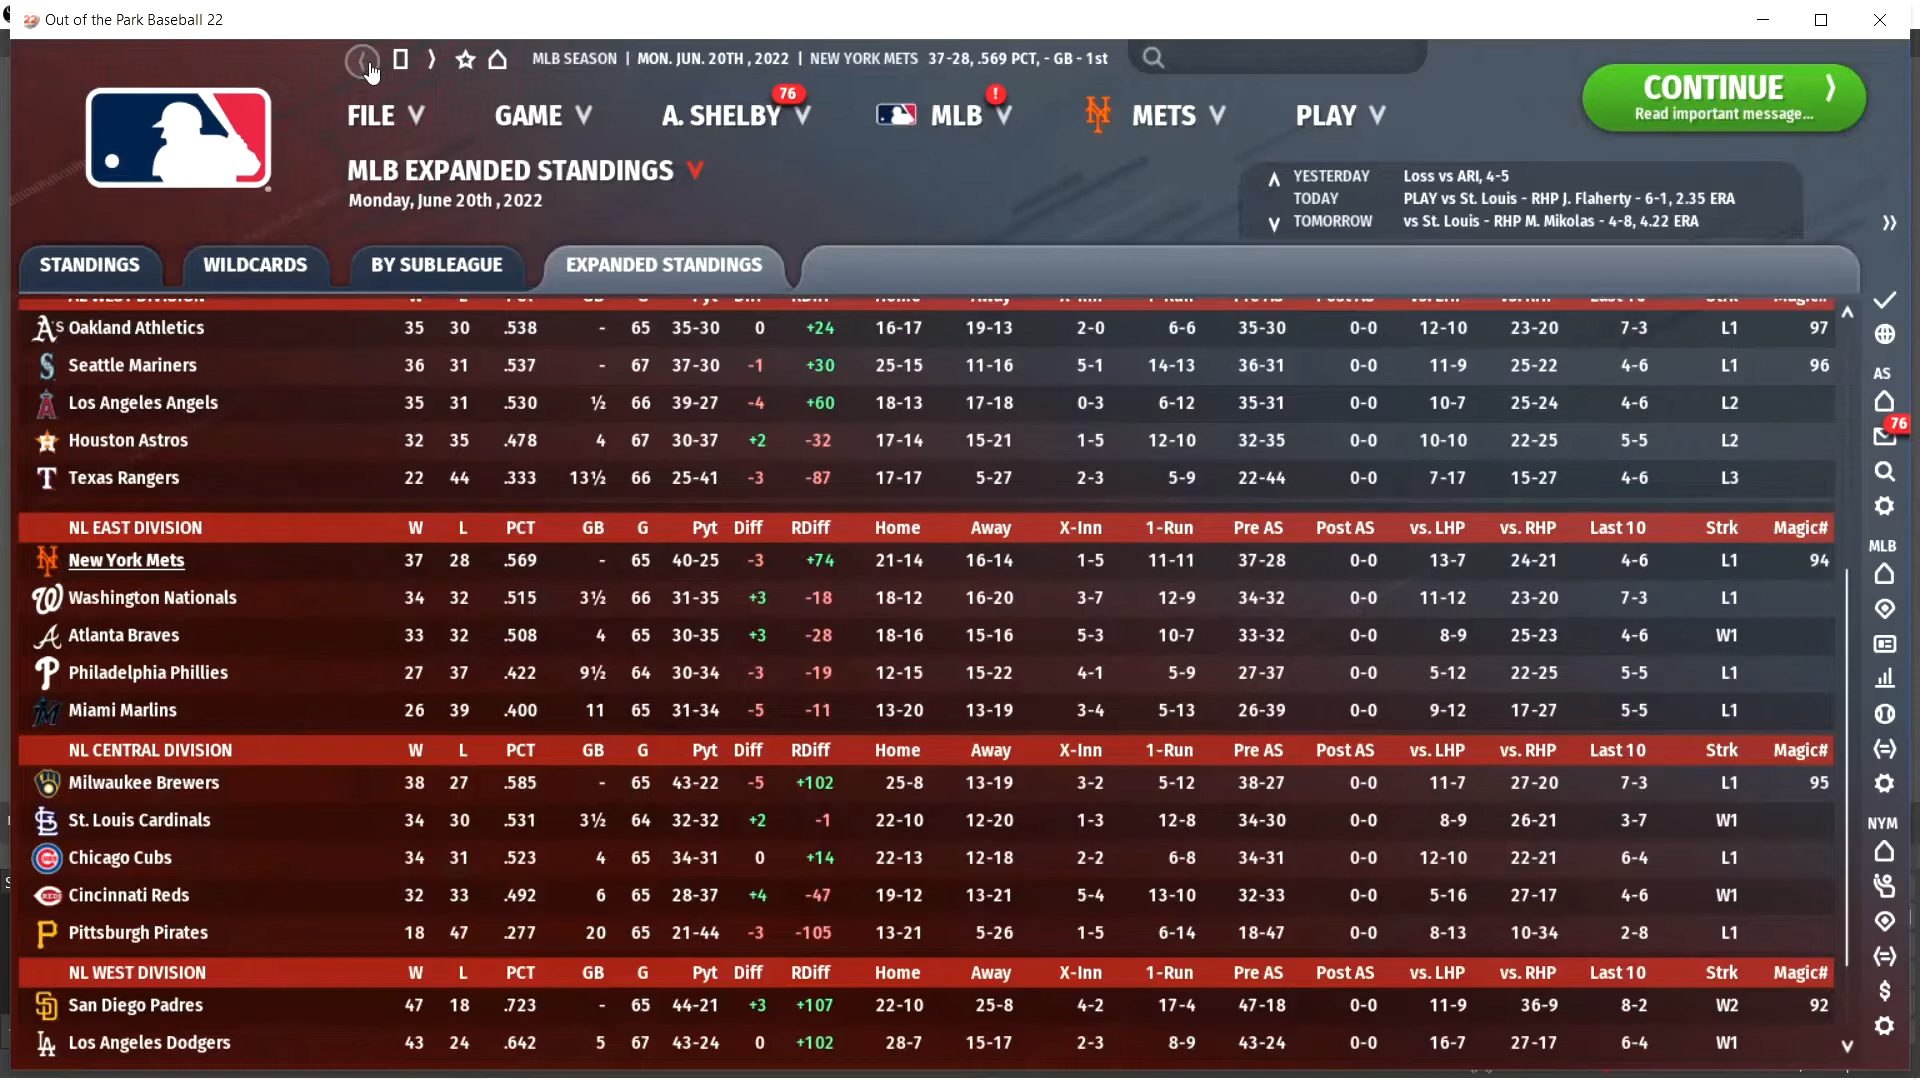 Out of the Park Baseball 22
MLB SEASON | MON. JUN. 20TH , 2022 | NEW YORK METS 37-28, .569 PCT, - GB - 1st
FILE GAME A. SHELBY 76 MLB ! METS PLAY
CONTINUE
Read important message...
MLB EXPANDED STANDINGS
Monday, June 20th , 2022
YESTERDAY Loss vs ARI, 4-5
TODAY PLAY vs St. Louis - RHP J. Flaherty - 6-1, 2.35 ERA
TOMORROW vs St. Louis - RHP M. Mikolas - 4-8, 4.22 ERA
STANDINGS WILDCARDS BY SUBLEAGUE EXPANDED STANDINGS
Oakland Athletics 35 30 .538 - 65 35-30 0 +24 16-17 19-13 2-0 6-6 35-30 0-0 12-10 23-20 7-3 L1 97
Seattle Mariners 36 31 .537 - 67 37-30 -1 +30 25-15 11-16 5-1 14-13 36-31 0-0 11-9 25-22 4-6 L1 96
AS
Los Angeles Angels 35 31 .530 ½ 66 39-27 -4 +60 18-13 17-18 0-3 6-12 35-31 0-0 10-7 25-24 4-6 L2
76
Houston Astros 32 35 .478 4 67 30-37 +2 -32 17-14 15-21 1-5 12-10 32-35 0-0 10-10 22-25 5-5 L2
Texas Rangers 22 44 .333 13½ 66 25-41 -3 -87 17-17 5-27 2-3 5-9 22-44 0-0 7-17 15-27 4-6 L3
NL EAST DIVISION W L PCT GB G Pyt Diff RDiff Home Away X-Inn 1-Run Pre AS Post AS vs. LHP vs. RHP Last 10 Strk Magic#
MLB
New York Mets 37 28 .569 - 65 40-25 -3 +74 21-14 16-14 1-5 11-11 37-28 0-0 13-7 24-21 4-6 L1 94
Washington Nationals 34 32 .515 3½ 66 31-35 +3 -18 18-12 16-20 3-7 12-9 34-32 0-0 11-12 23-20 7-3 L1
Atlanta Braves 33 32 .508 4 65 30-35 +3 -28 18-16 15-16 5-3 10-7 33-32 0-0 8-9 25-23 4-6 W1
Philadelphia Phillies 27 37 .422 9½ 64 30-34 -3 -19 12-15 15-22 4-1 5-9 27-37 0-0 5-12 22-25 5-5 L1
Miami Marlins 26 39 .400 11 65 31-34 -5 -11 13-20 13-19 3-4 5-13 26-39 0-0 9-12 17-27 5-5 L1
NL CENTRAL DIVISION W L PCT GB G Pyt Diff RDiff Home Away X-Inn 1-Run Pre AS Post AS vs. LHP vs. RHP Last 10 Strk Magic#
Milwaukee Brewers 38 27 .585 - 65 43-22 -5 +102 25-8 13-19 3-2 5-12 38-27 0-0 11-7 27-20 7-3 L1 95
St. Louis Cardinals 34 30 .531 3½ 64 32-32 +2 -1 22-10 12-20 1-3 12-8 34-30 0-0 8-9 26-21 3-7 W1
NYM
Chicago Cubs 34 31 .523 4 65 34-31 0 +14 22-13 12-18 2-2 6-8 34-31 0-0 12-10 22-21 6-4 L1
Cincinnati Reds 32 33 .492 6 65 28-37 +4 -47 19-12 13-21 5-4 13-10 32-33 0-0 5-16 27-17 4-6 W1
Pittsburgh Pirates 18 47 .277 20 65 21-44 -3 -105 13-21 5-26 1-5 6-14 18-47 0-0 8-13 10-34 2-8 L1
NL WEST DIVISION W L PCT GB G Pyt Diff RDiff Home Away X-Inn 1-Run Pre AS Post AS vs. LHP vs. RHP Last 10 Strk Magic#
San Diego Padres 47 18 .723 - 65 44-21 +3 +107 22-10 25-8 4-2 17-4 47-18 0-0 11-9 36-9 8-2 W2 92
Los Angeles Dodgers 43 24 .642 5 67 43-24 0 +102 28-7 15-17 2-3 8-9 43-24 0-0 16-7 27-17 6-4 W1